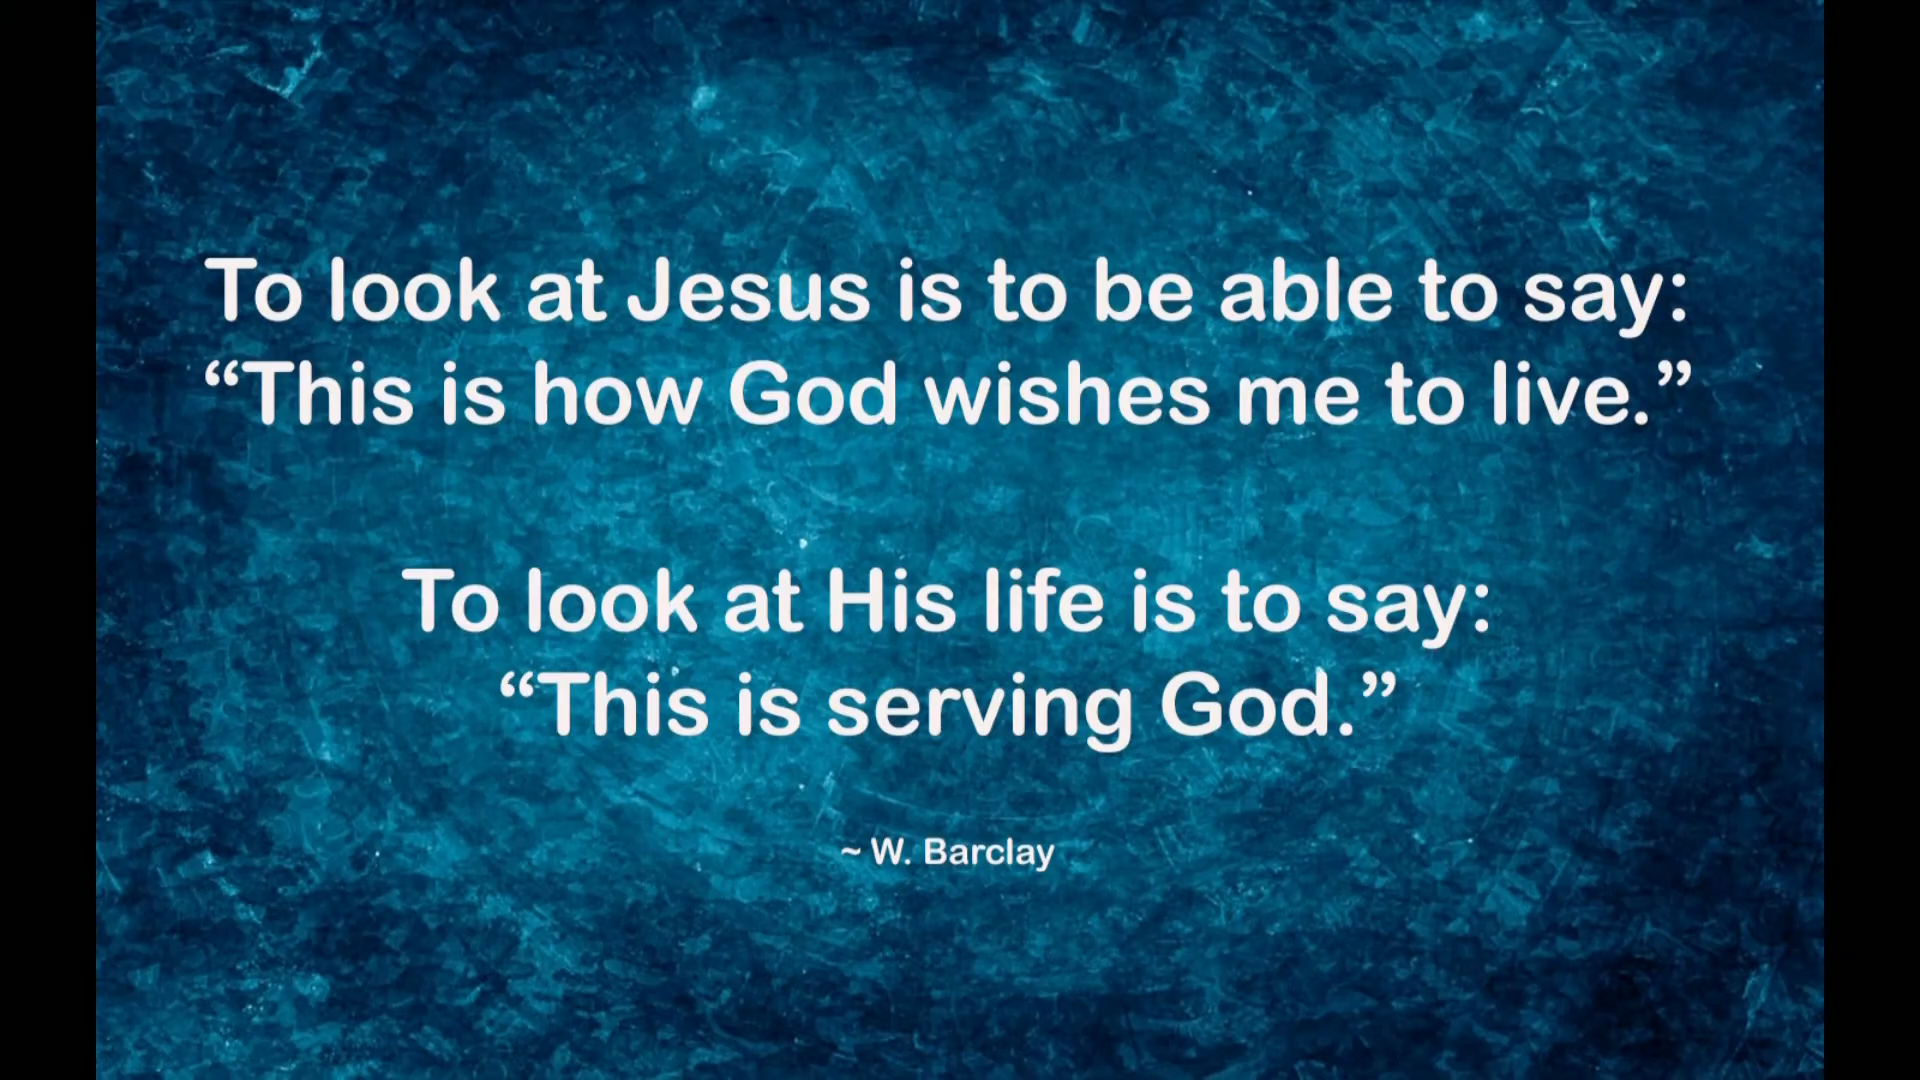 To look at Jesus is to be able to say:
“This is how God wishes me to live.”
To look at His life is to say:
“This is serving God.”
~ W. Barclay